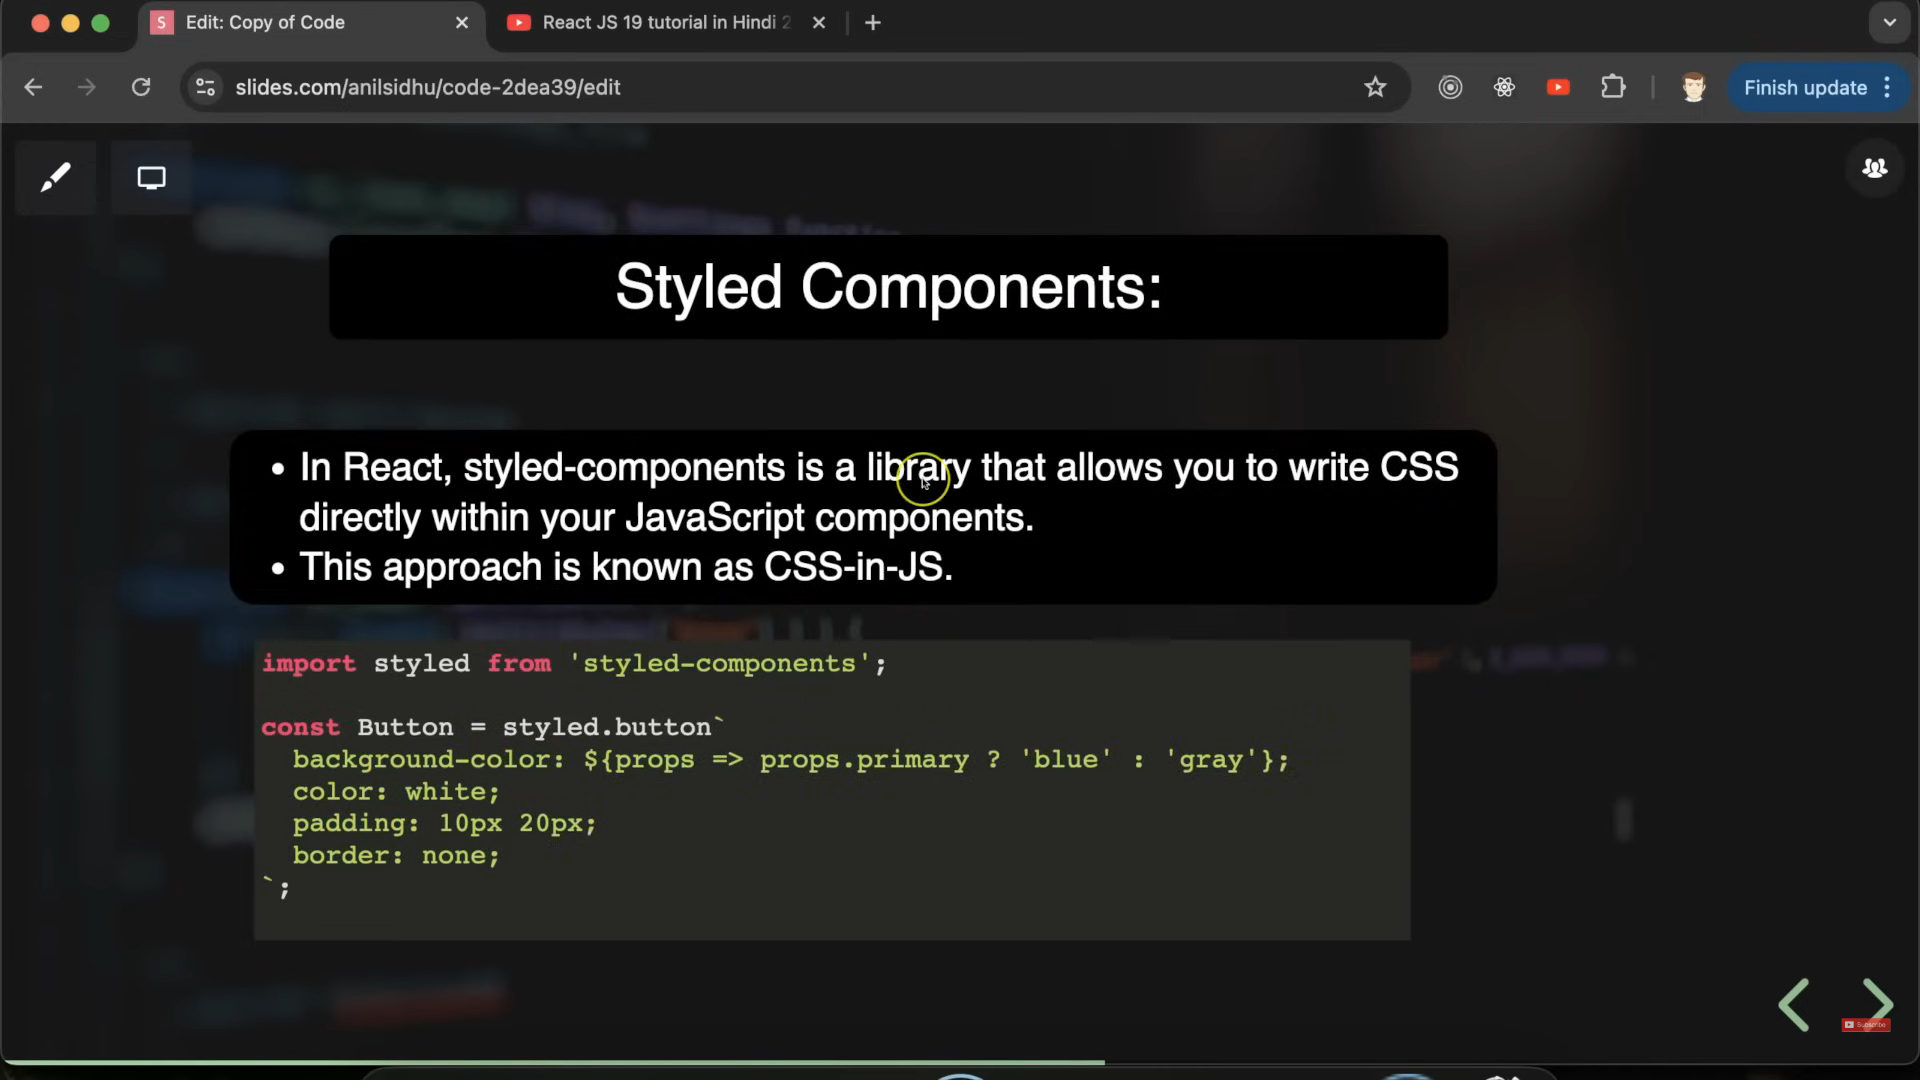 Edit: Copy of Code
React JS 19 tutorial in Hindi 2
slides.com/anilsidhu/code-2dea39/edit
Finish update
Styled Components:
• In React, styled-components is a library that allows you to write CSS
directly within your JavaScript components.
• This approach is known as CSS-in-JS.
import styled from 'styled-components';
const Button = styled.button`
background-color: ${props => props.primary ? 'blue' : 'gray'};
color: white;
padding: 10px 20px;
border: none;
`;
Subscribe